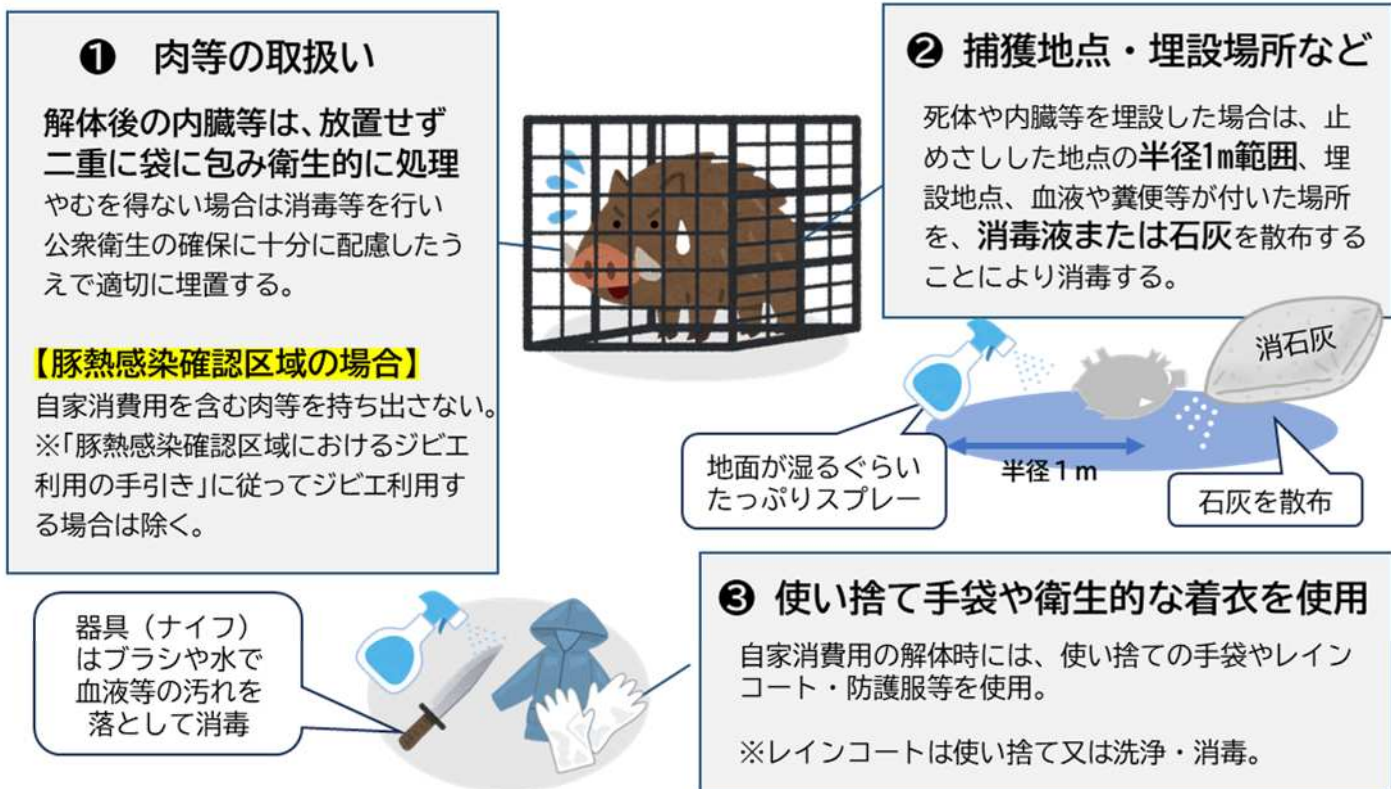 ❶ 肉等の取扱い
解体後の内臓等は、放置せず
二重に袋に包み衛生的に処理
やむを得ない場合は消毒等を行い
公衆衛生の確保に十分に配慮したう
えで適切に埋置する。
【豚熱感染確認区域の場合】
自家消費用を含む肉等を持ち出さない。
※「豚熱感染確認区域におけるジビエ
利用の手引き」に従ってジビエ利用す
る場合は除く。
❷ 捕獲地点・埋設場所など
死体や内臓等を埋設した場合は、止
めさしした地点の半径1m範囲、埋
設地点、血液や糞便等が付いた場所
を、消毒液または石灰を散布する
ことにより消毒する。
消石灰
地面が湿るぐらい
たっぷりスプレー
半径1m
石灰を散布
器具（ナイフ）
はブラシや水で
血液等の汚れを
落として消毒
❸ 使い捨て手袋や衛生的な着衣を使用
自家消費用の解体時には、使い捨ての手袋やレイン
コート・防護服等を使用。
※レインコートは使い捨て又は洗浄・消毒。